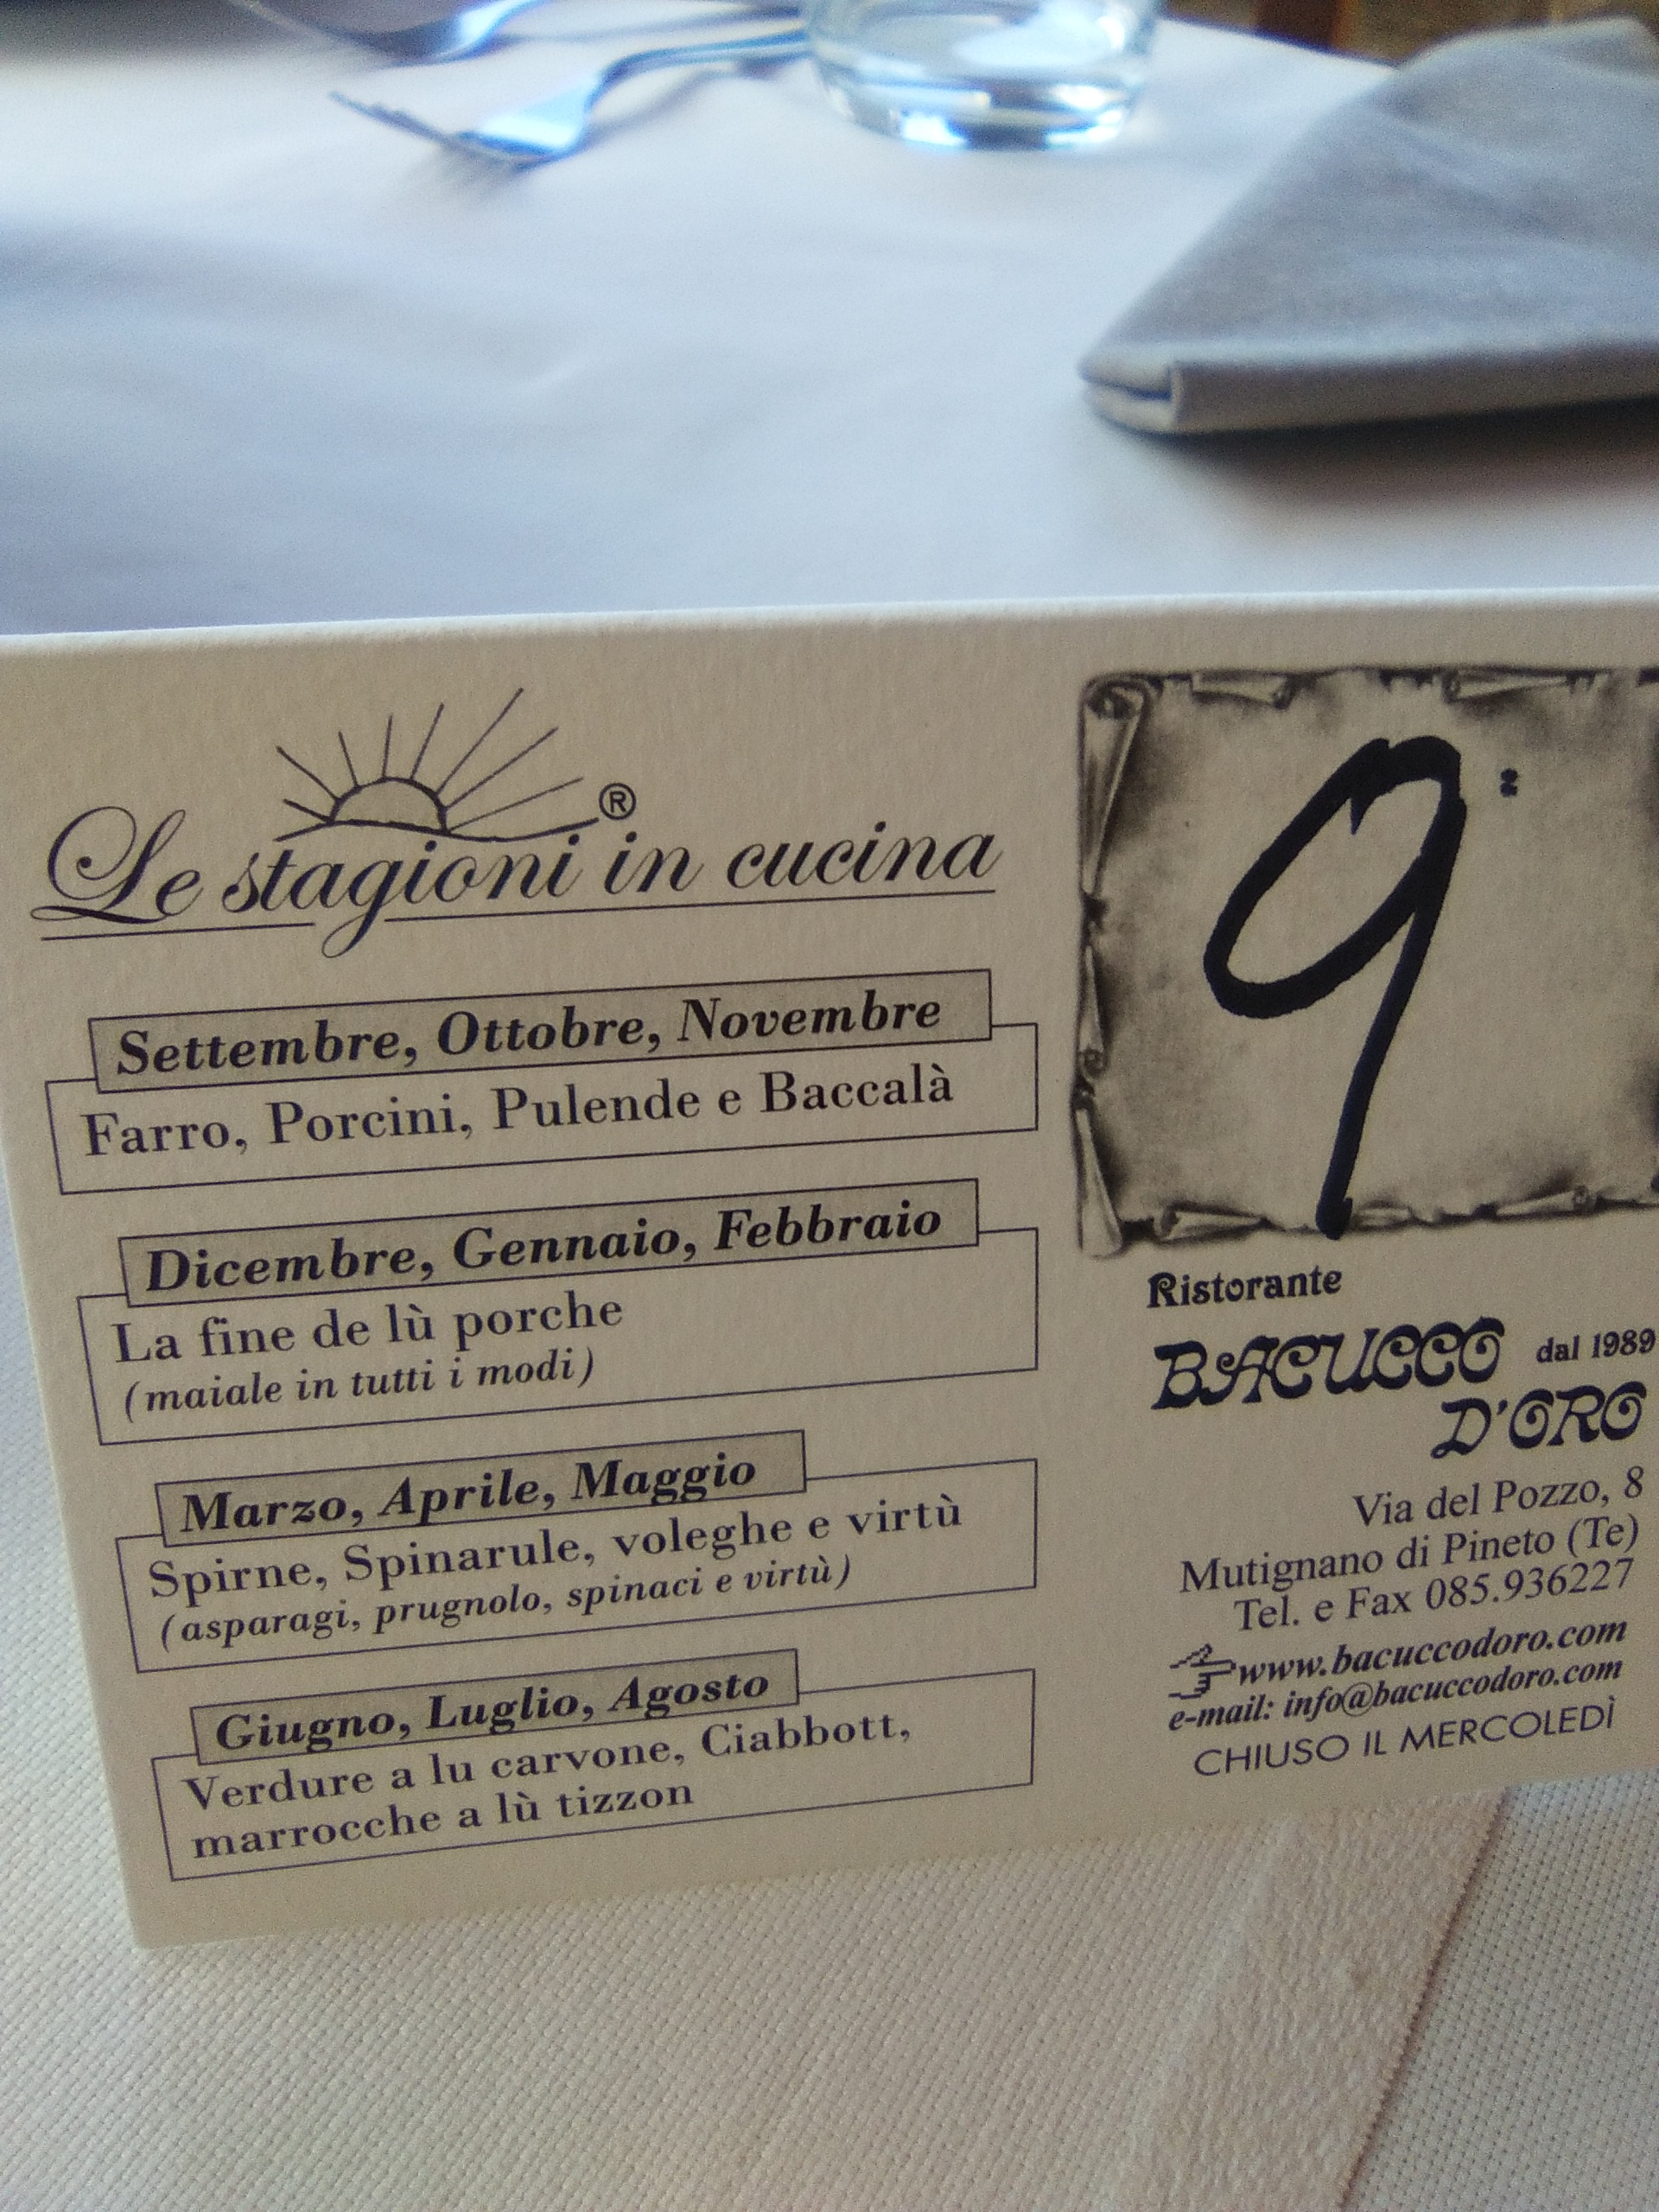 Le stagioni in cucina ®
Settembre, Ottobre, Novembre
Farro, Porcini, Pulende e Baccalà
Dicembre, Gennaio, Febbraio
La fine de lù porche
(maiale in tutti i modi)
Marzo, Aprile, Maggio
Spirne, Spinarule, voleghe e virtù
(asparagi, prugnolo, spinaci e virtù)
Giugno, Luglio, Agosto
Verdure a lu carvone, Ciabbott,
marrocche a lù tizzon
9
Ristorante
BACUCCO dal 1989
D'ORO
Via del Pozzo, 8
Mutignano di Pineto (Te)
Tel. e Fax 085.936227
www.bacuccodoro.com
e-mail: info@bacuccodoro.com
CHIUSO IL MERCOLEDÌ